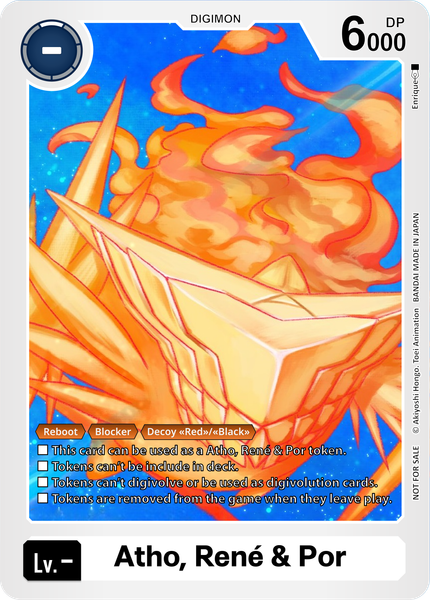 DIGIMON
-
6000
DP
Enrique
Reboot Blocker Decoy «Red»/«Black»
This card can be used as a Atho, René & Por token.
Tokens can't be include in deck.
Tokens can't digivolve or be used as digivolution cards.
Tokens are removed from the game when they leave play.
NOT FOR SALE © Akiyoshi Hongo. Toei Animation BANDAI MADE IN JAPAN
Lv.-
Atho, René & Por